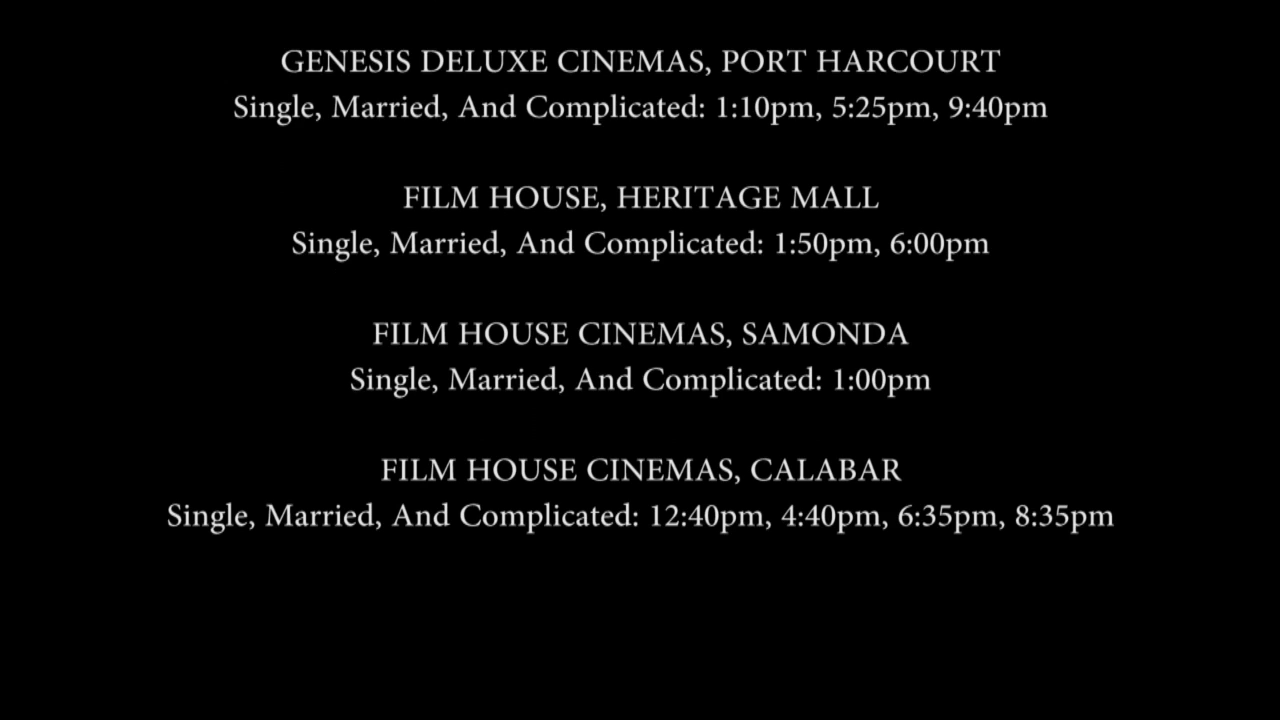 GENESIS DELUXE CINEMAS, PORT HARCOURT
Single, Married, And Complicated: 1:10pm, 5:25pm, 9:40pm
FILM HOUSE, HERITAGE MALL
Single, Married, And Complicated: 1:50pm, 6:00pm
FILM HOUSE CINEMAS, SAMONDA
Single, Married, And Complicated: 1:00pm
FILM HOUSE CINEMAS, CALABAR
Single, Married, And Complicated: 12:40pm, 4:40pm, 6:35pm, 8:35pm